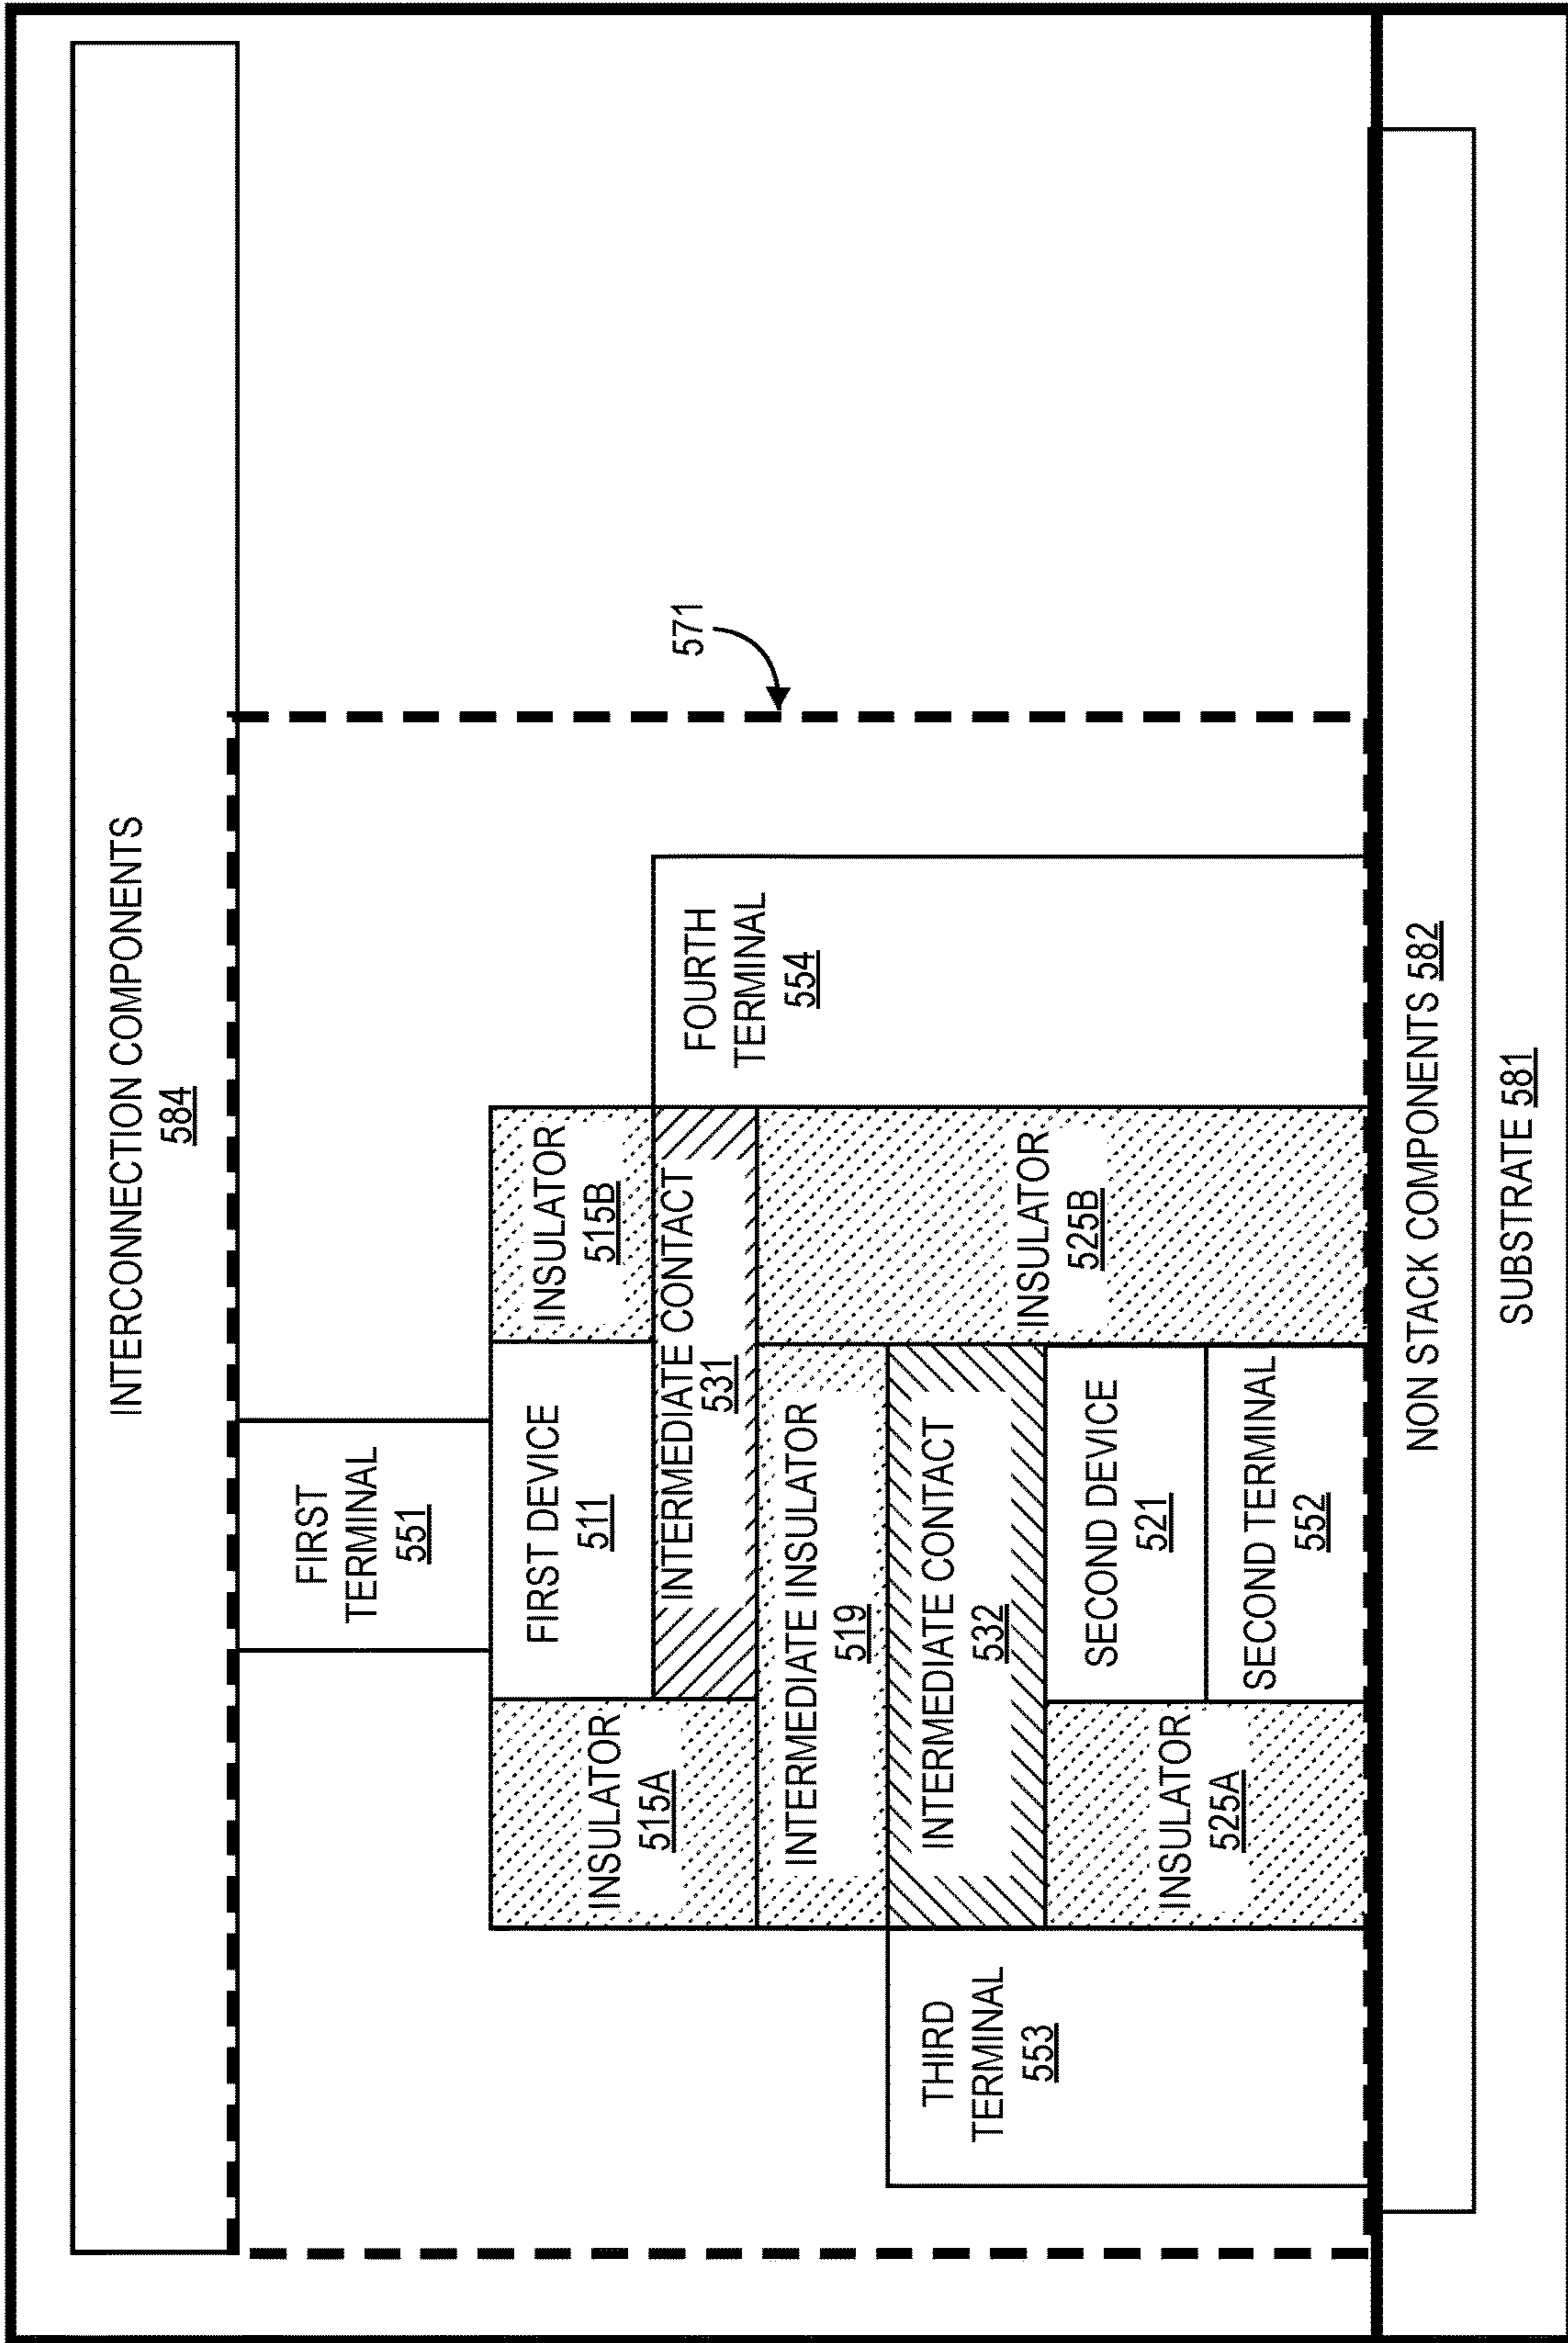 INTERCONNECTION COMPONENTS
584
FIRST
TERMINAL
551
INSULATOR
515A
FIRST DEVICE
511
INSULATOR
515B
INTERMEDIATE CONTACT
531
571
FOURTH
TERMINAL
554
INTERMEDIATE INSULATOR
519
THIRD
TERMINAL
553
INTERMEDIATE CONTACT
532
INSULATOR
525B
SECOND DEVICE
521
INSULATOR
525A
SECOND TERMINAL
552
NON STACK COMPONENTS 582
SUBSTRATE 581